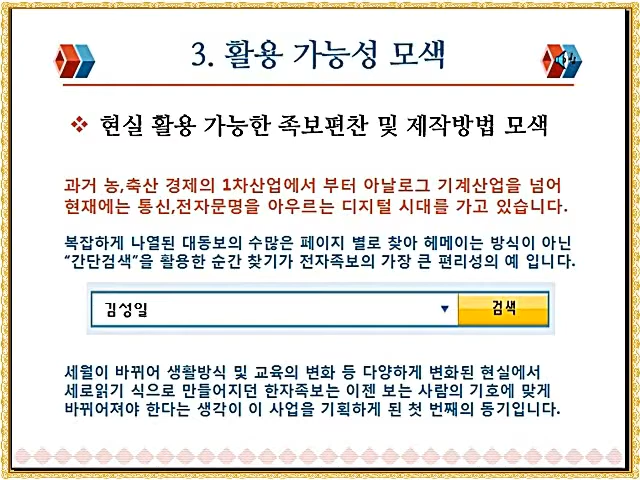 3. 활용 가능성 모색
❖ 현실 활용 가능한 족보편찬 및 제작방법 모색
과거 농,축산 경제의 1차산업에서 부터 아날로그 기계산업을 넘어
현재에는 통신,전자문명을 아우르는 디지털 시대를 가고 있습니다.
복잡하게 나열된 대동보의 수많은 페이지 별로 찾아 헤메이는 방식이 아닌
“간단검색”을 활용한 순간 찾기가 전자족보의 가장 큰 편리성의 예 입니다.
김성일 검색
세월이 바뀌어 생활방식 및 교육의 변화 등 다양하게 변화된 현실에서
세로읽기 식으로 만들어지던 한자족보는 이젠 보는 사람의 기호에 맞게
바뀌어져야 한다는 생각이 이 사업을 기획하게 된 첫 번째의 동기입니다.